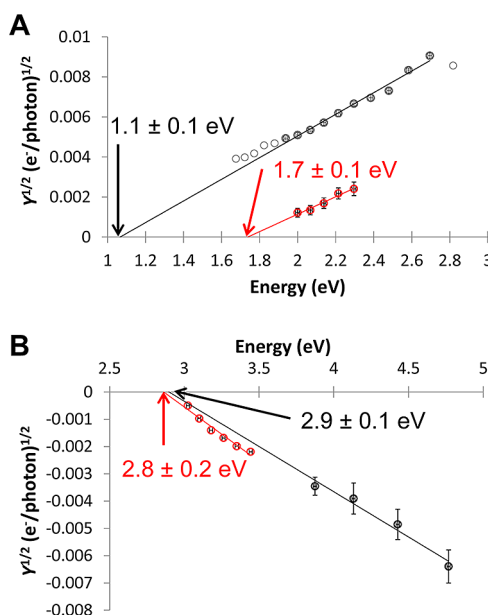 A
0.01
0.008
0.006
0.004
0.002
0
Y1/2 (e-/photon)1/2
1.1 ± 0.1 eV
1.7 ± 0.1 eV
1 1.2 1.4 1.6 1.8 2 2.2 2.4 2.6 2.8 3
Energy (eV)
B
Energy (eV)
2.5 3 3.5 4 4.5 5
0
-0.001
-0.002
-0.003
-0.004
-0.005
-0.006
-0.007
-0.008
Y1/2 (e-/photon)1/2
2.9 ± 0.1 eV
2.8 ± 0.2 eV